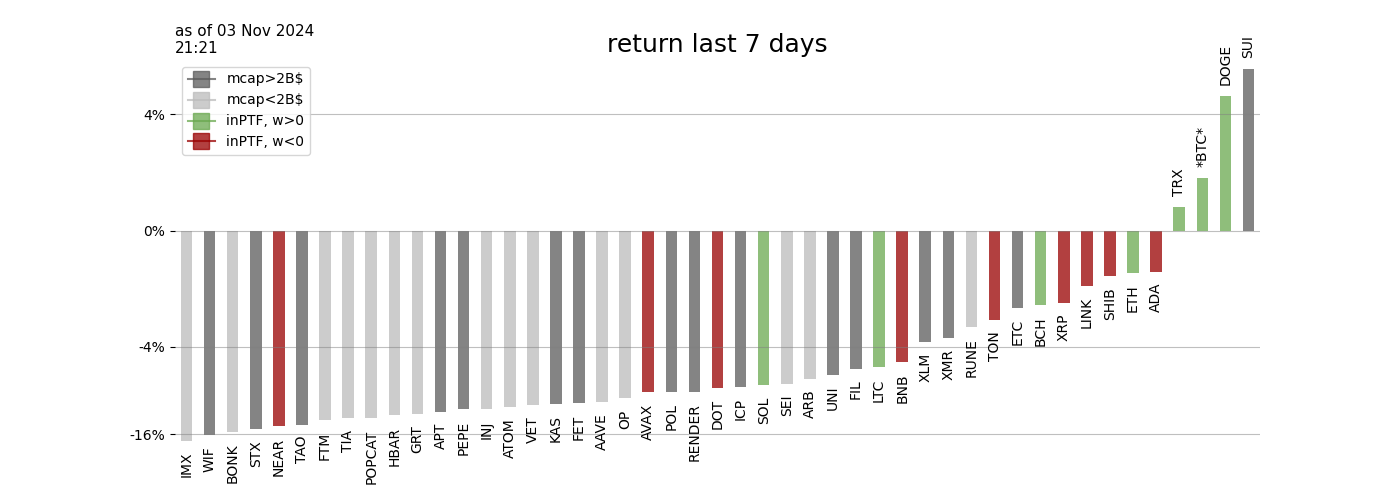 as of 03 Nov 2024
21:21
return last 7 days
mcap>2B$
mcap<2B$
inPTF, w>0
inPTF, w<0
4%
0%
-4%
-16%
IMX
WIF
BONK
STX
NEAR
TAO
FTM
TIA
POPCAT
HBAR
GRT
APT
PEPE
INJ
ATOM
VET
KAS
FET
AAVE
OP
AVAX
POL
RENDER
DOT
ICP
SOL
SEI
ARB
UNI
FIL
LTC
BNB
XLM
XMR
RUNE
TON
ETC
BCH
XRP
LINK
SHIB
ETH
ADA
TRX
*BTC*
DOGE
SUI